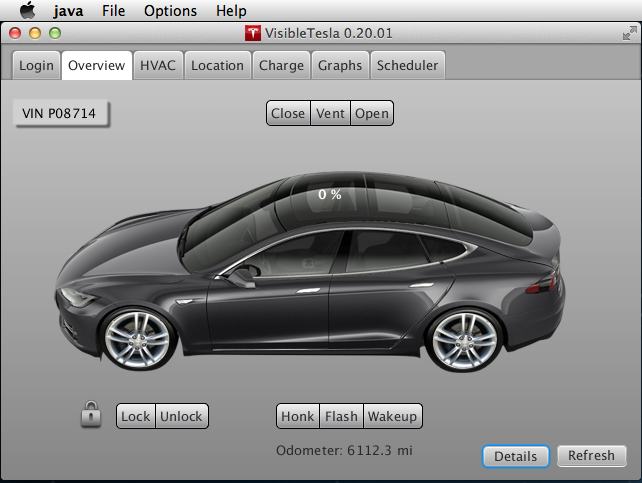 java File Options Help
VisibleTesla 0.20.01
Login Overview HVAC Location Charge Graphs Scheduler
VIN P08714 Close Vent Open
0 %
Lock Unlock Honk Flash Wakeup
Odometer: 6112.3 mi Details Refresh